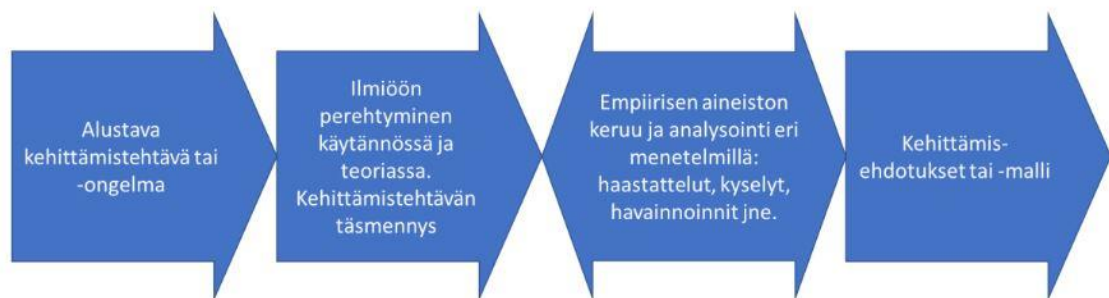 Alustava
kehittämistehtävä tai
-ongelma
Ilmiöön
perehtyminen
käytännössä ja
teoriassa.
Kehittämistehtävän
täsmennys
Empiirisen aineiston
keruu ja analysointi eri
menetelmillä:
haastattelut, kyselyt,
havainnoinnit jne.
Kehittämis-
ehdotukset tai -malli